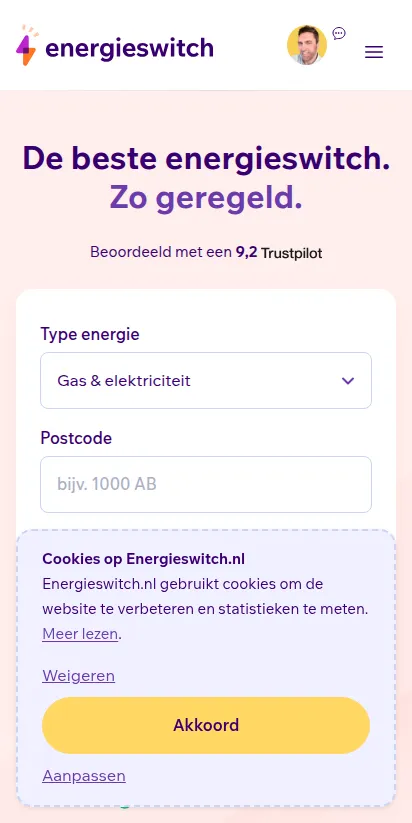 energieswitch
De beste energieswitch.
Zo geregeld.
Beoordeeld met een 9,2 Trustpilot
Type energie
Gas & elektriciteit
Postcode
bijv. 1000 AB
Cookies op Energieswitch.nl
Energieswitch.nl gebruikt cookies om de
website te verbeteren en statistieken te meten.
Meer lezen.
Weigeren
Akkoord
Aanpassen